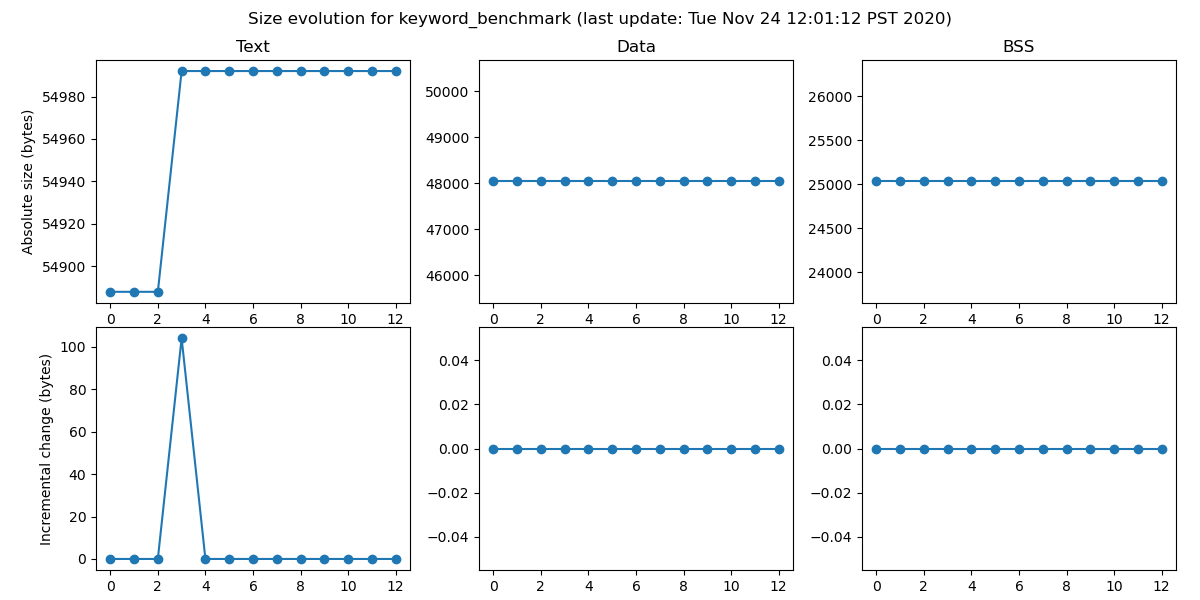 Size evolution for keyword_benchmark (last update: Tue Nov 24 12:01:12 PST 2020)
Text
Data
BSS
Absolute size (bytes)
54980
54960
54940
54920
54900
0 2 4 6 8 10 12
50000
49000
48000
47000
46000
0 2 4 6 8 10 12
26000
25500
25000
24500
24000
0 2 4 6 8 10 12
Incremental change (bytes)
100
80
60
40
20
0
0 2 4 6 8 10 12
0.04
0.02
0.00
−0.02
−0.04
0 2 4 6 8 10 12
0.04
0.02
0.00
−0.02
−0.04
0 2 4 6 8 10 12